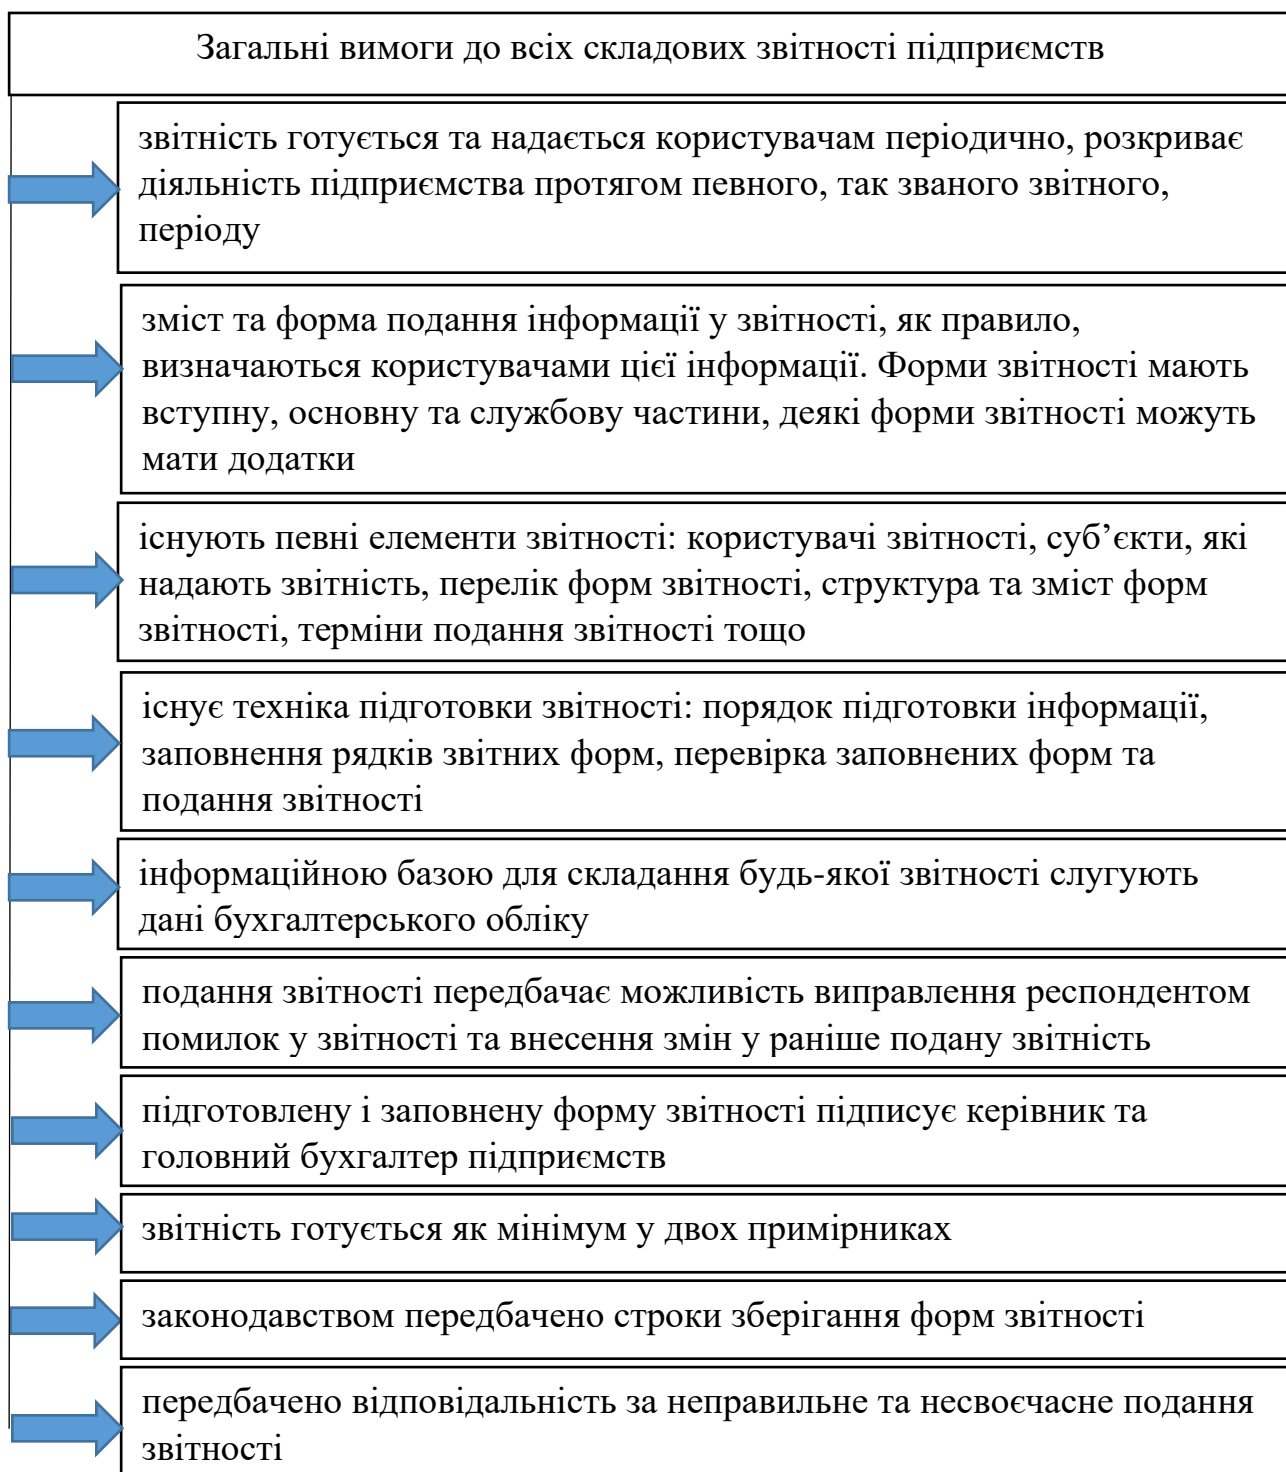 Загальні вимоги до всіх складових звітності підприємств
звітність готується та надається користувачам періодично, розкриває
діяльність підприємства протягом певного, так званого звітного,
періоду
зміст та форма подання інформації у звітності, як правило,
визначаються користувачами цієї інформації. Форми звітності мають
вступну, основну та службову частини, деякі форми звітності можуть
мати додатки
існують певні елементи звітності: користувачі звітності, суб’єкти, які
надають звітність, перелік форм звітності, структура та зміст форм
звітності, терміни подання звітності тощо
існує техніка підготовки звітності: порядок підготовки інформації,
заповнення рядків звітних форм, перевірка заповнених форм та
подання звітності
інформаційною базою для складання будь-якої звітності слугують
дані бухгалтерського обліку
подання звітності передбачає можливість виправлення респондентом
помилок у звітності та внесення змін у раніше подану звітність
підготовлену і заповнену форму звітності підписує керівник та
головний бухгалтер підприємств
звітність готується як мінімум у двох примірниках
законодавством передбачено строки зберігання форм звітності
передбачено відповідальність за неправильне та несвоєчасне подання
звітності